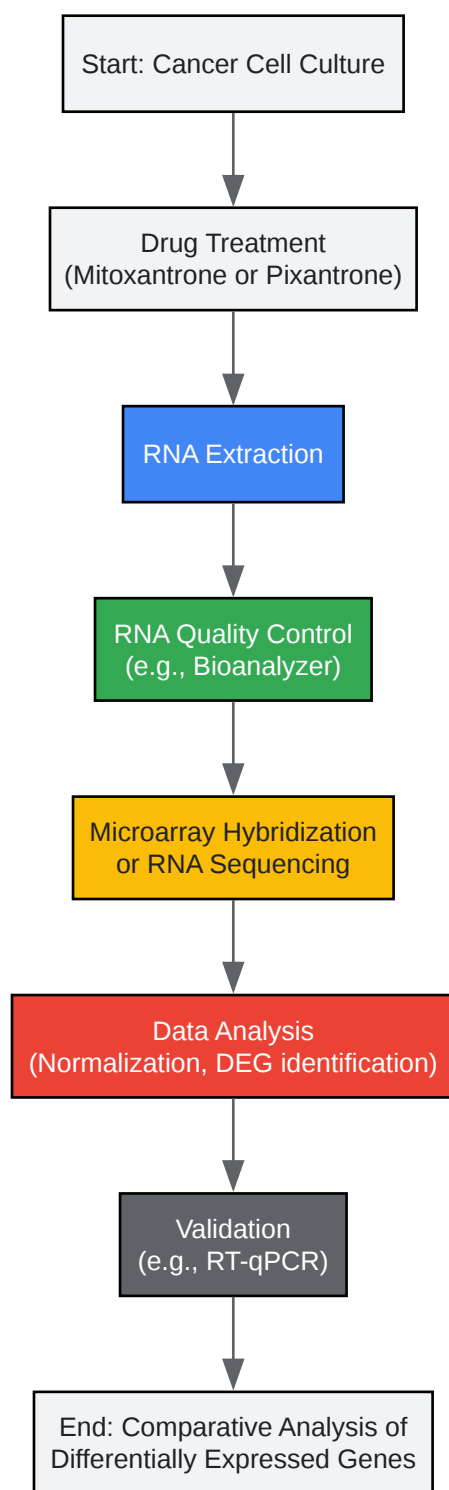 Start: Cancer Cell Culture
Drug Treatment
(Mitoxantrone or Pixantrone)
RNA Extraction
RNA Quality Control
(e.g., Bioanalyzer)
Microarray Hybridization
or RNA Sequencing
Data Analysis
(Normalization, DEG identification)
Validation
(e.g., RT-qPCR)
End: Comparative Analysis of
Differentially Expressed Genes